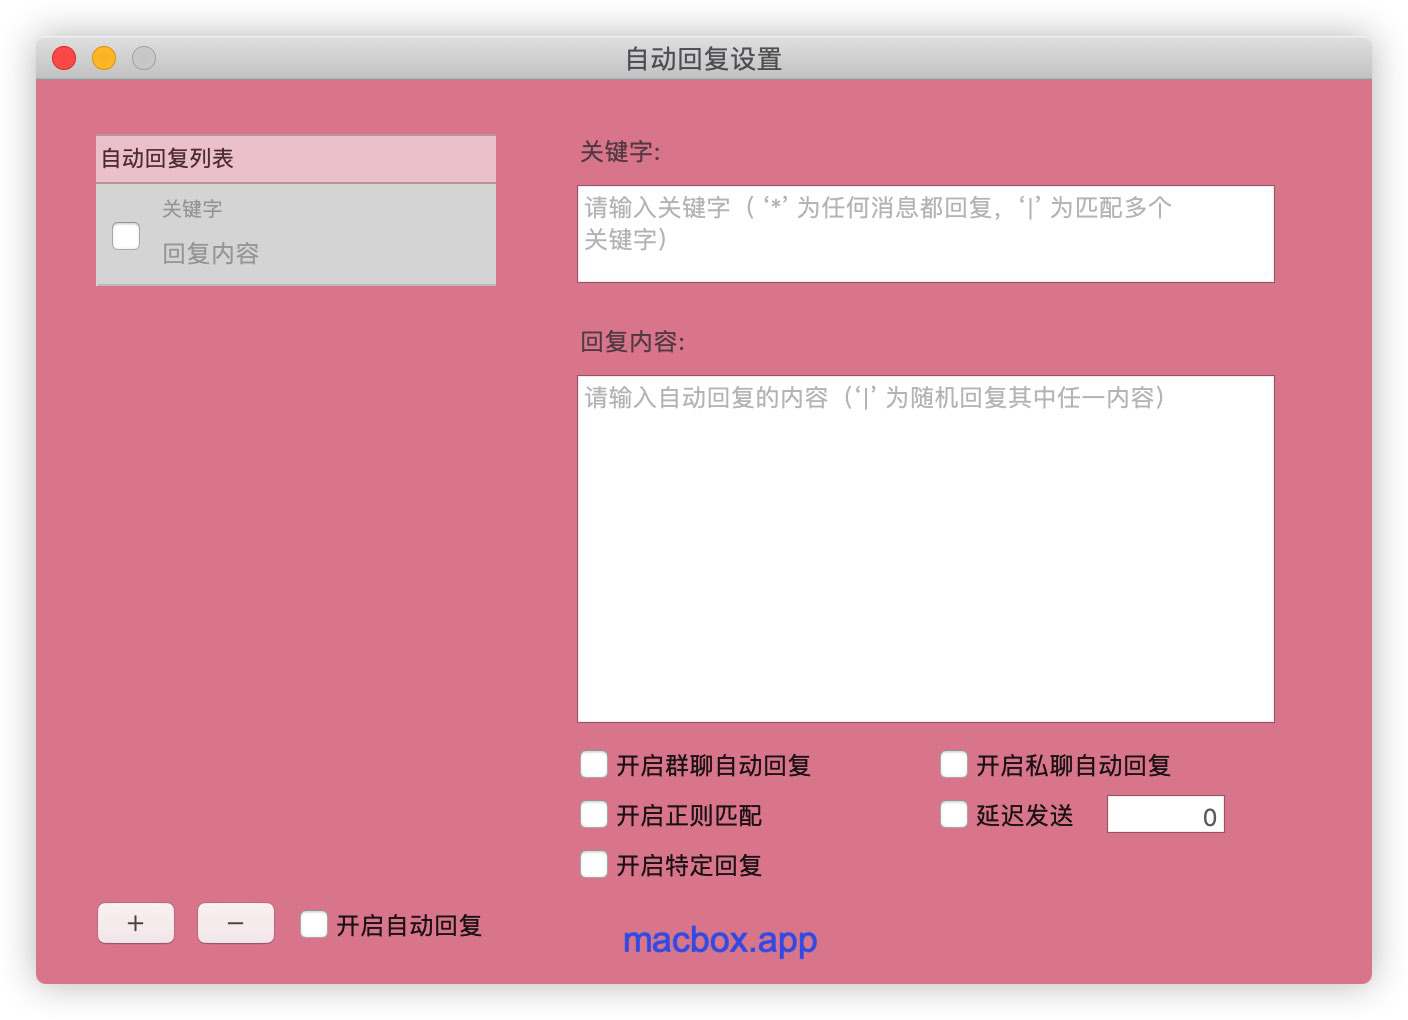 自动回复设置
自动回复列表
关键字
回复内容
关键字:
请输入关键字（ ‘*’ 为任何消息都回复，‘|’ 为匹配多个
关键字）
回复内容:
请输入自动回复的内容（‘|’ 为随机回复其中任一内容）
开启群聊自动回复
开启私聊自动回复
开启正则匹配
延迟发送
0
开启特定回复
+
−
开启自动回复
macbox.app